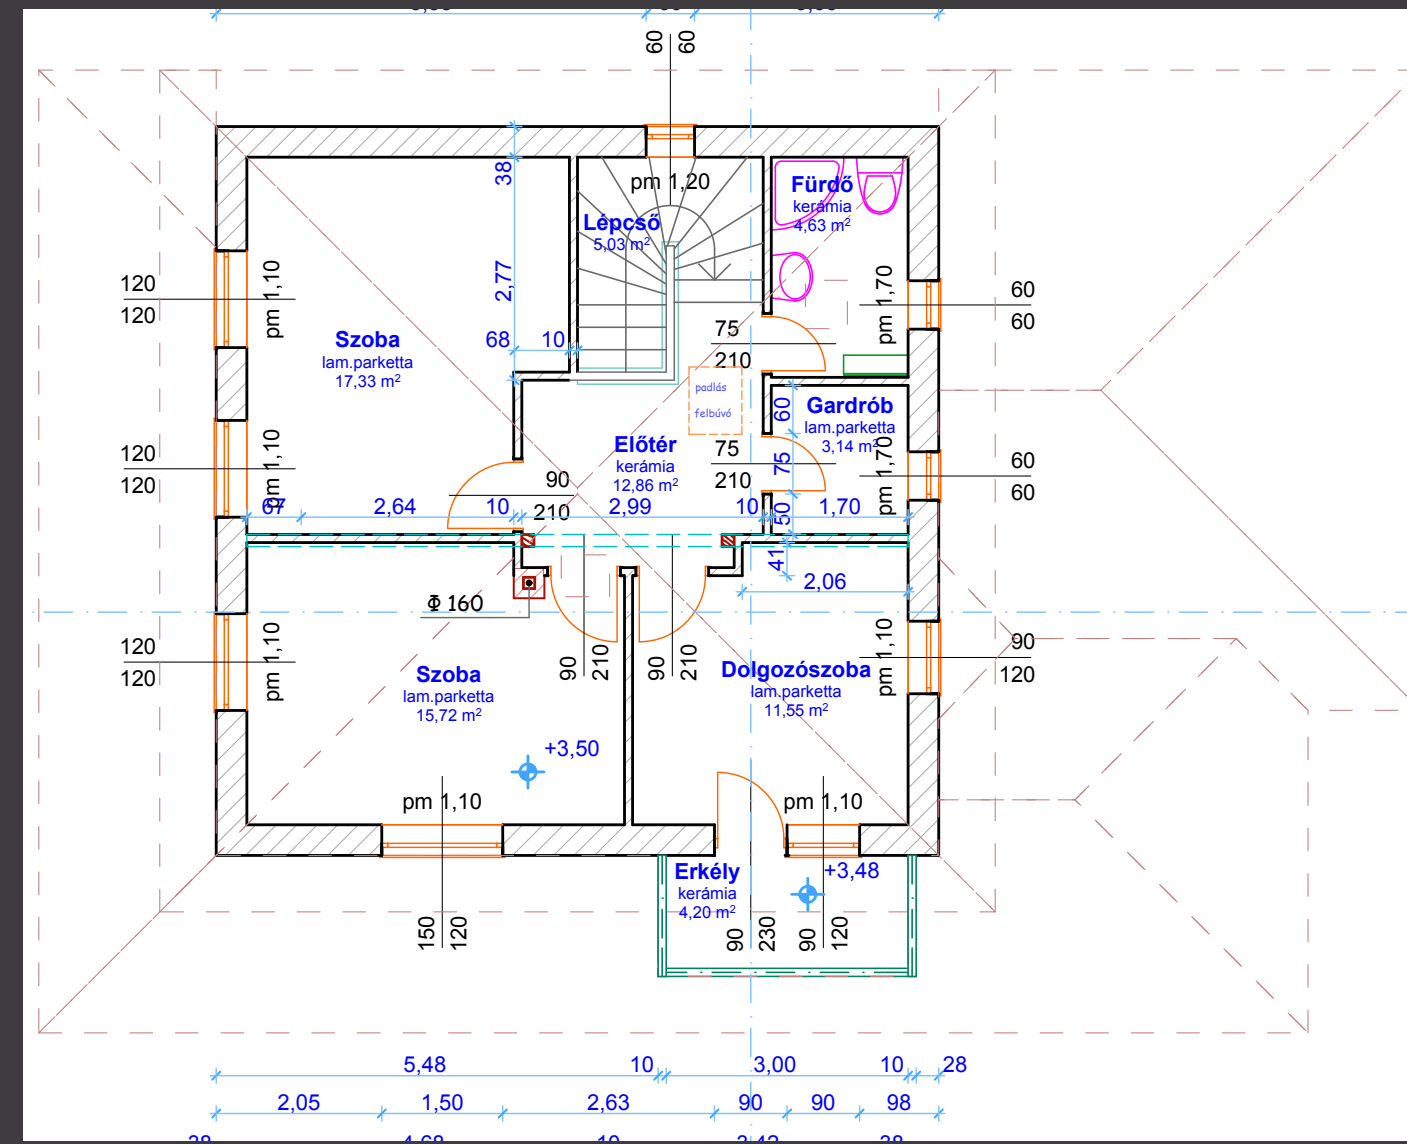 60
60
38
pm 1,20
Fürdő
kerámia
4,63 m²
Lépcső
5,03 m²
120
120
pm 1,10
2,77
pm 1,70
60
60
Szoba
lam.parketta
17,33 m²
68
10
75
210
padlás
felbúvó
60
Gardrób
lam.parketta
3,14 m²
Előtér
kerámia
12,86 m²
75
210
75
pm 1,70
60
60
120
120
pm 1,10
90
210
67
2,64
10
2,99
10
50
1,70
41
2,06
Φ 160
120
120
pm 1,10
90
210
90
210
pm 1,10
90
120
Szoba
lam.parketta
15,72 m²
Dolgozószoba
lam.parketta
11,55 m²
+3,50
pm 1,10
pm 1,10
Erkély
kerámia
4,20 m²
+3,48
150
120
90
230
90
120
5,48
10
3,00
10
28
2,05
1,50
2,63
90
90
98